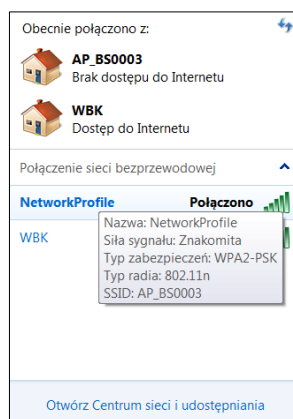 Obecnie połączono z:
AP_BS0003
Brak dostępu do Internetu
WBK
Dostęp do Internetu
Połączenie sieci bezprzewodowej
NetworkProfile Połączono
Nazwa: NetworkProfile
WBK
Siła sygnału: Znakomita
Typ zabezpieczeń: WPA2-PSK
Typ radia: 802.11n
SSID: AP_BS0003
Otwórz Centrum sieci i udostępniania